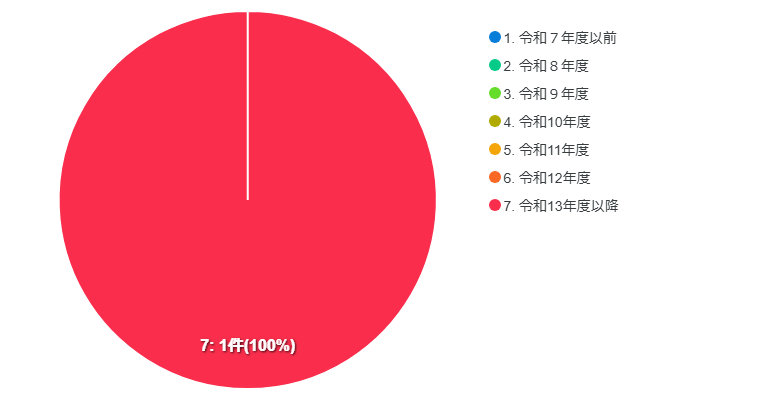 1. 令和７年度以前
2. 令和８年度
3. 令和９年度
4. 令和10年度
5. 令和11年度
6. 令和12年度
7. 令和13年度以降
7: 1件(100%)